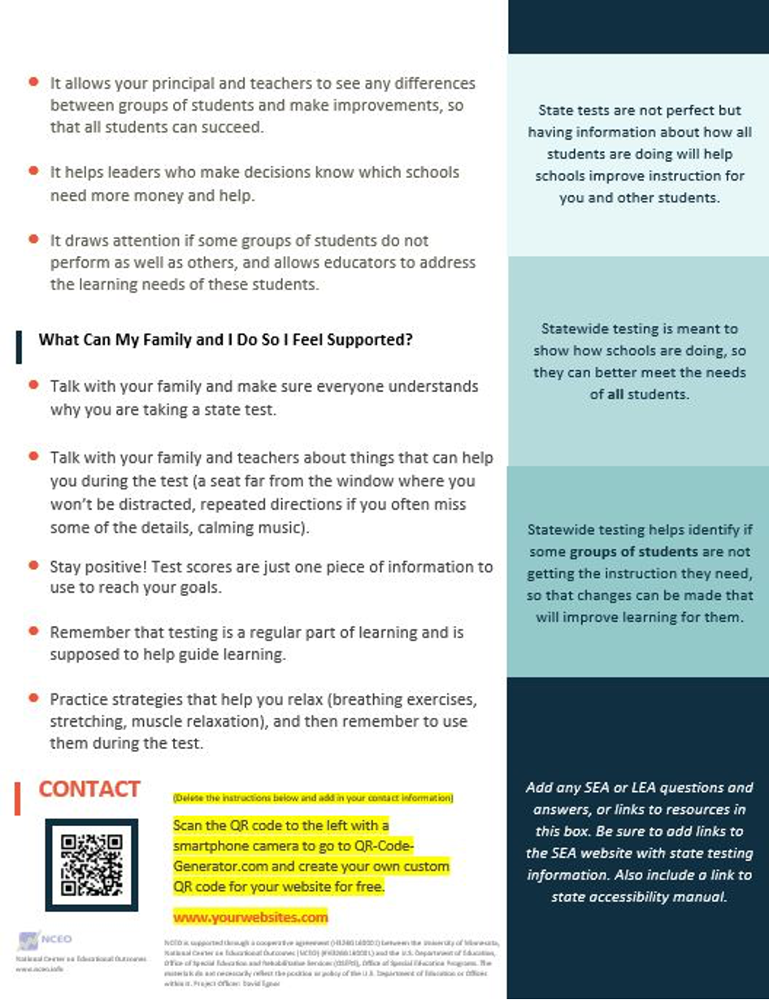 It allows your principal and teachers to see any differences
between groups of students and make improvements, so
that all students can succeed.
It helps leaders who make decisions know which schools
need more money and help.
It draws attention if some groups of students do not
perform as well as others, and allows educators to address
the learning needs of these students.
What Can My Family and I Do So I Feel Supported?
Talk with your family and make sure everyone understands
why you are taking a state test.
Talk with your family and teachers about things that can help
you during the test (a seat far from the window where you
won't be distracted, repeated directions if you often miss
some of the details, calming music).
Stay positive! Test scores are just one piece of information to
use to reach your goals.
Remember that testing is a regular part of learning and is
supposed to help guide learning.
Practice strategies that help you relax (breathing exercises,
stretching, muscle relaxation), and then remember to use
them during the test.
CONTACT
(Delete the instructions below and add in your contact information)
Scan the QR code to the left with a
smartphone camera to go to QR-Code-
Generator.com and create your own custom
QR code for your website for free.
www.yourwebsites.com
NCEO
National Center on Educational Outcomes
www.nceo.info
NCEO is supported through a cooperative agreement between the University of Minnesota,
National Center on Educational Outcomes (NCEO) and the U.S. Department of Education,
Office of Special Education and Rehabilitative Services (OSERS), Office of Special Education Programs. The
materials do not necessarily reflect the position or policy of the U.S. Department of Education or Offices
within it. Project Officer: David Egnor
State tests are not perfect but
having information about how all
students are doing will help
schools improve instruction for
you and other students.
Statewide testing is meant to
show how schools are doing, so
they can better meet the needs
of all students.
Statewide testing helps identify if
some groups of students are not
getting the instruction they need,
so that changes can be made that
will improve learning for them.
Add any SEA or LEA questions and
answers, or links to resources in
this box. Be sure to add links to
the SEA website with state testing
information. Also include a link to
state accessibility manual.